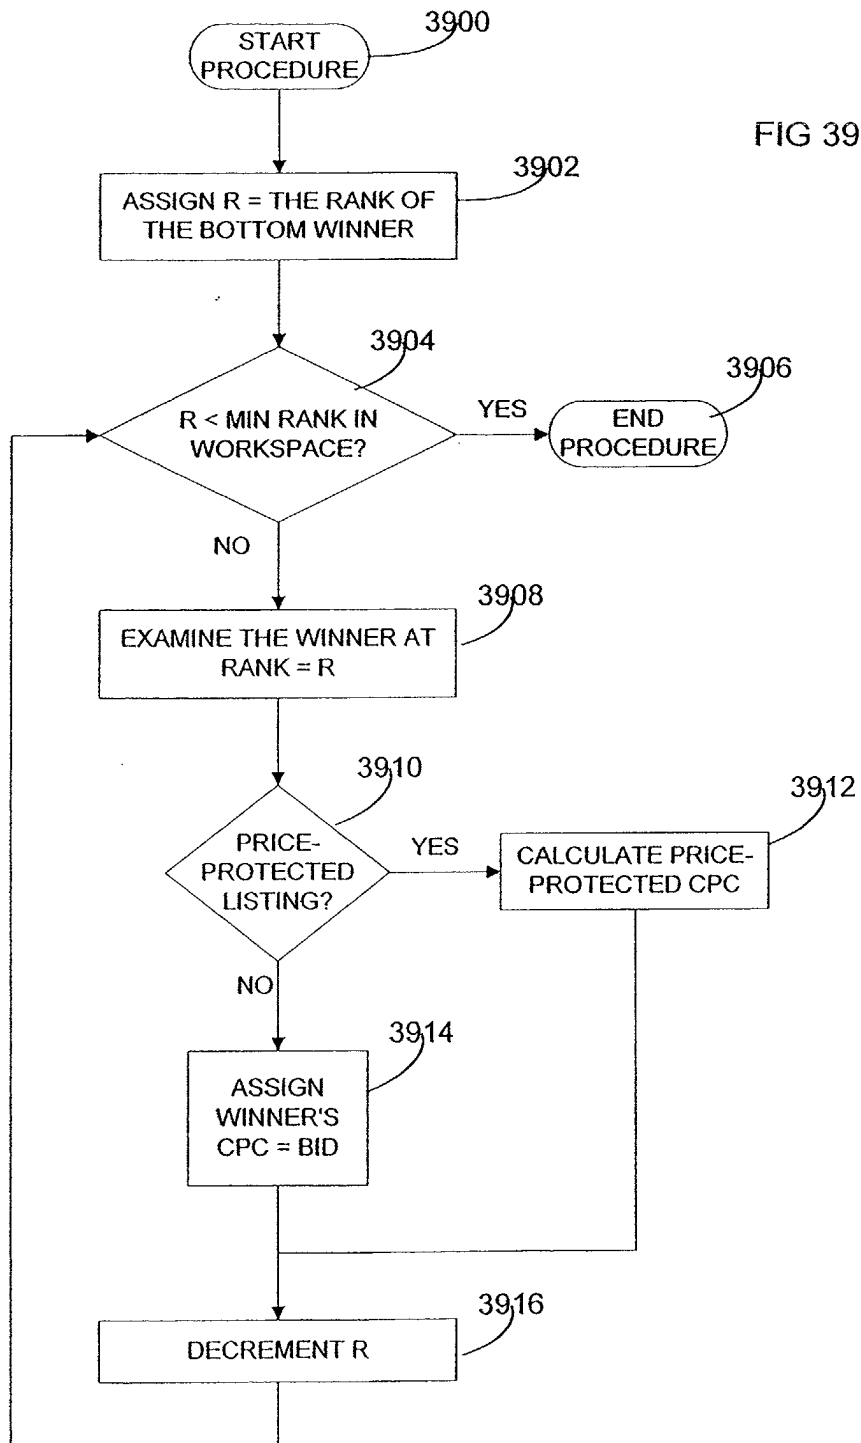 START
PROCEDURE
3900
FIG 39
3902
ASSIGN R = THE RANK OF
THE BOTTOM WINNER
3904
R < MIN RANK IN
WORKSPACE?
YES
3906
END
PROCEDURE
NO
3908
EXAMINE THE WINNER AT
RANK = R
3910
PRICE-
PROTECTED
LISTING?
YES
3912
CALCULATE PRICE-
PROTECTED CPC
NO
3914
ASSIGN
WINNER'S
CPC = BID
3916
DECREMENT R